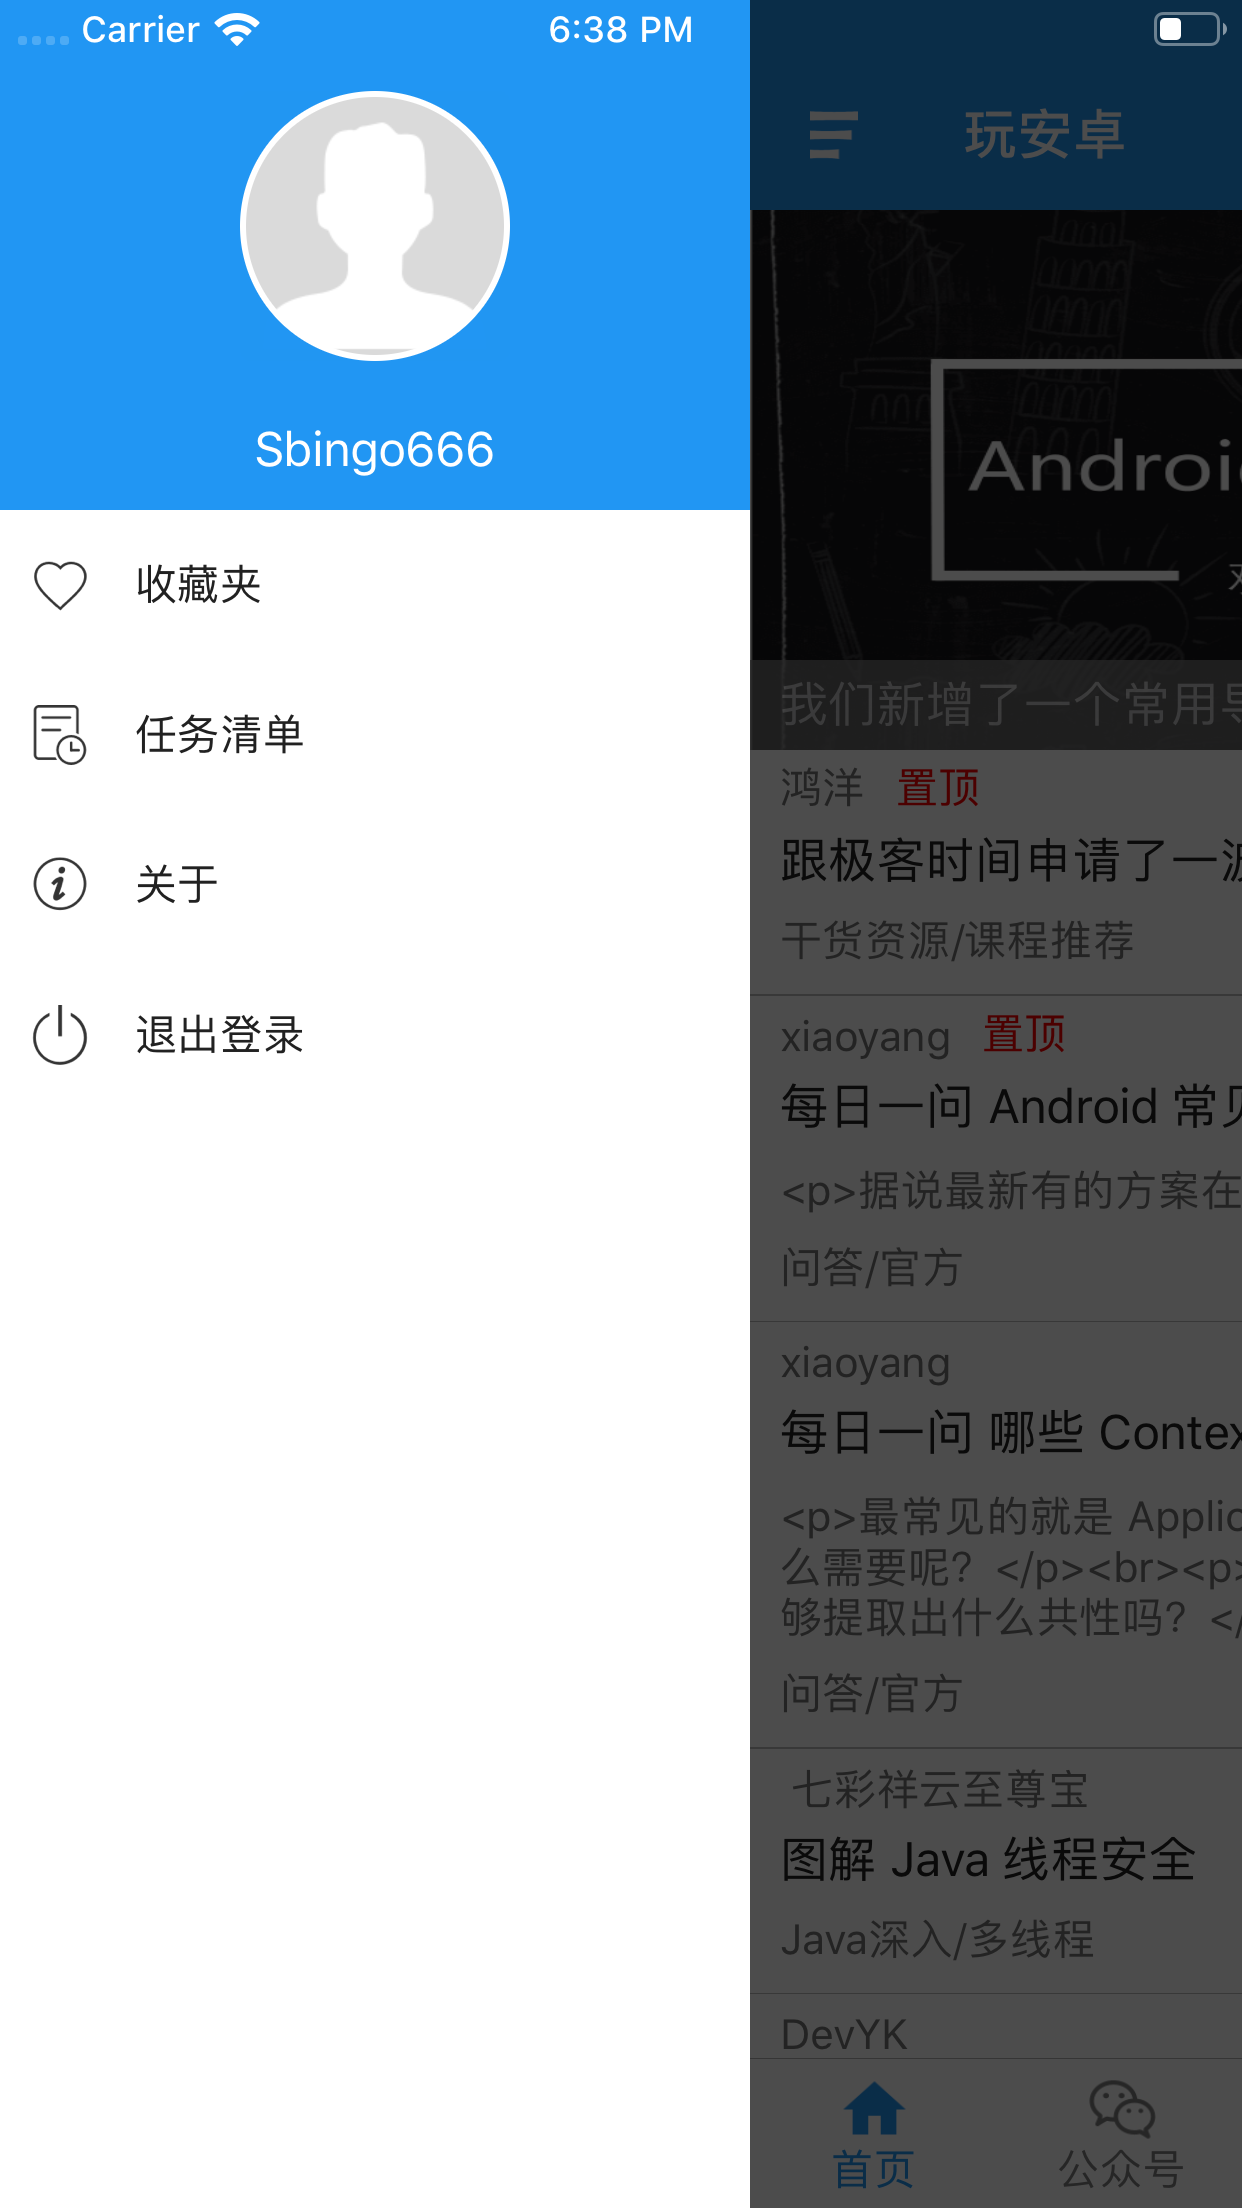 Carrier
6:38 PM
Sbingo666
收藏夹
任务清单
关于
退出登录
玩安卓
Androi
我们新增了一个常用
鸿洋 置顶
跟极客时间申请了一
干货资源/课程推荐
xiaoyang 置顶
每日一问 Android 常
<p>据说最新有的方案在
问答/官方
xiaoyang
每日一问 哪些 Contex
<p>最常见的就是 Applic
么需要呢？</p><br><p>
够提取出什么共性吗？</
问答/官方
七彩祥云至尊宝
图解 Java 线程安全
Java深入/多线程
DevYK
首页
公众号